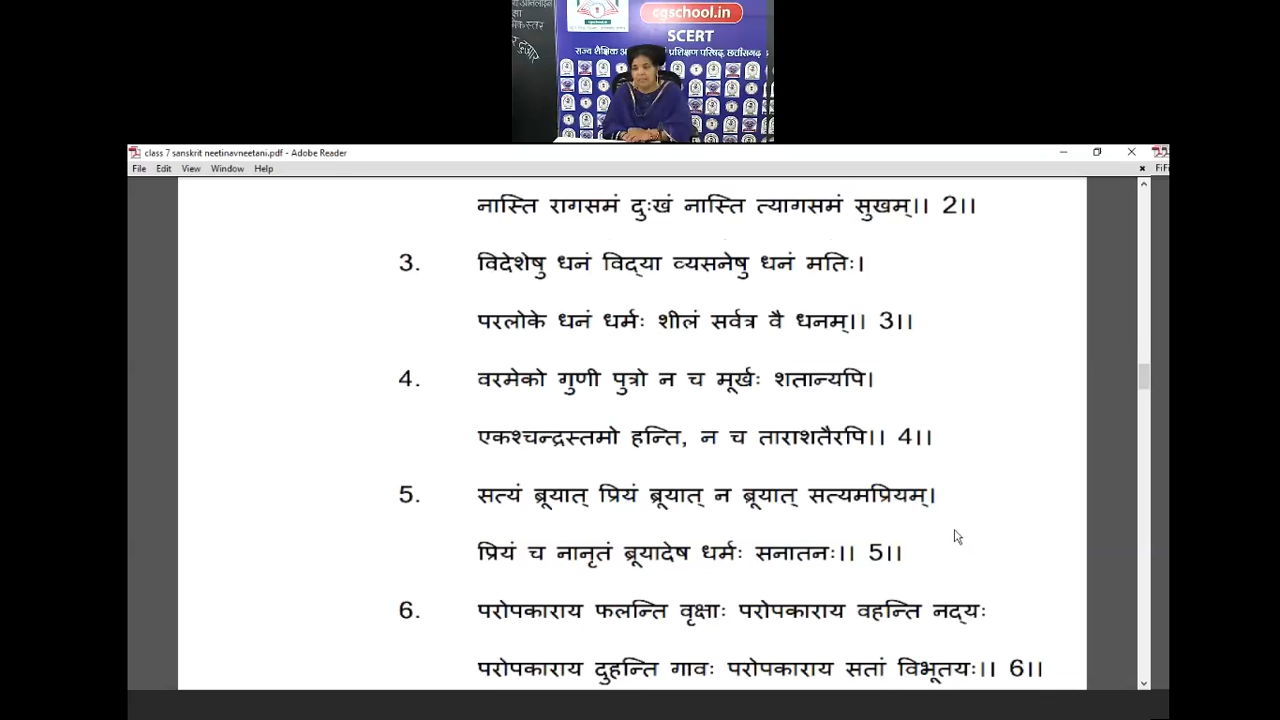 cgschool.in
SCERT
class 7 sanskrit neetinavneetani.pdf - Adobe Reader
File Edit View Window Help
नास्ति रागसमं दुःखं नास्ति त्यागसमं सुखम्।। 2।।
3. विदेशेषु धनं विद्‌या व्यसनेषु धनं मतिः।
परलोके धनं धर्मः शीलं सर्वत्र वै धनम्।। 3।।
4. वरमेको गुणी पुत्रो न च मूर्खः शतान्यपि।
एकश्चन्द्रस्तमो हन्ति, न च ताराशतैरपि।। 4।।
5. सत्यं ब्रूयात् प्रियं ब्रूयात् न ब्रूयात् सत्यमप्रियम्।
प्रियं च नानृतं ब्रूयादेष धर्मः सनातनः।। 5।।
6. परोपकाराय फलन्ति वृक्षाः परोपकाराय वहन्ति नद्‌यः
परोपकाराय दुहन्ति गावः परोपकाराय सतां विभूतयः।। 6।।